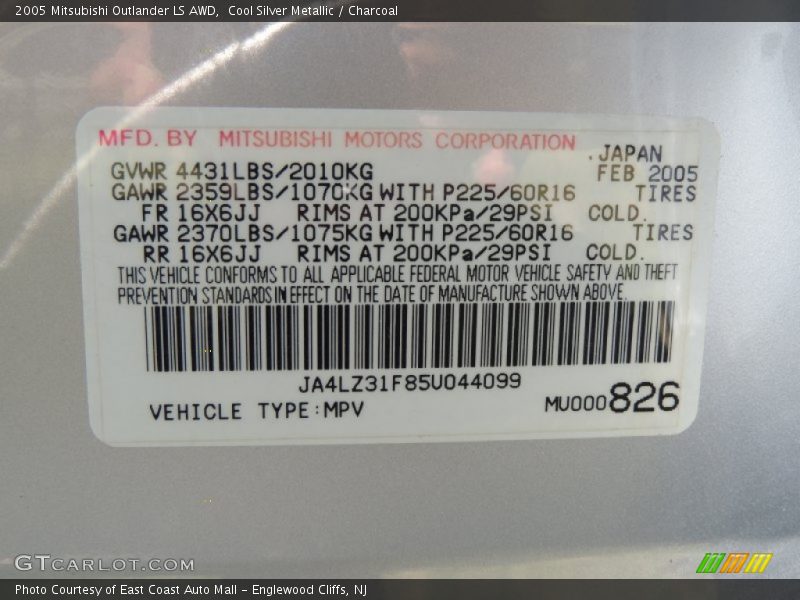 2005 Mitsubishi Outlander LS AWD,  Cool Silver Metallic / Charcoal
MFD. BY MITSUBISHI MOTORS CORPORATION
.JAPAN
GVWR 4431LBS/2010KG FEB 2005
GAWR 2359LBS/1070KG WITH P225/60R16 TIRES
FR 16X6JJ RIMS AT 200KPa/29PSI COLD.
GAWR 2370LBS/1075KG WITH P225/60R16 TIRES
RR 16X6JJ RIMS AT 200KPa/29PSI COLD.
THIS VEHICLE CONFORMS TO ALL APPLICABLE FEDERAL MOTOR VEHICLE SAFETY AND THEFT
PREVENTION STANDARDS IN EFFECT ON THE DATE OF MANUFACTURE SHOWN ABOVE.
JA4LZ31F85U044099
VEHICLE TYPE:MPV MU000826
GTCARLOT.COM
Photo Courtesy of East Coast Auto Mall - Englewood Cliffs, NJ